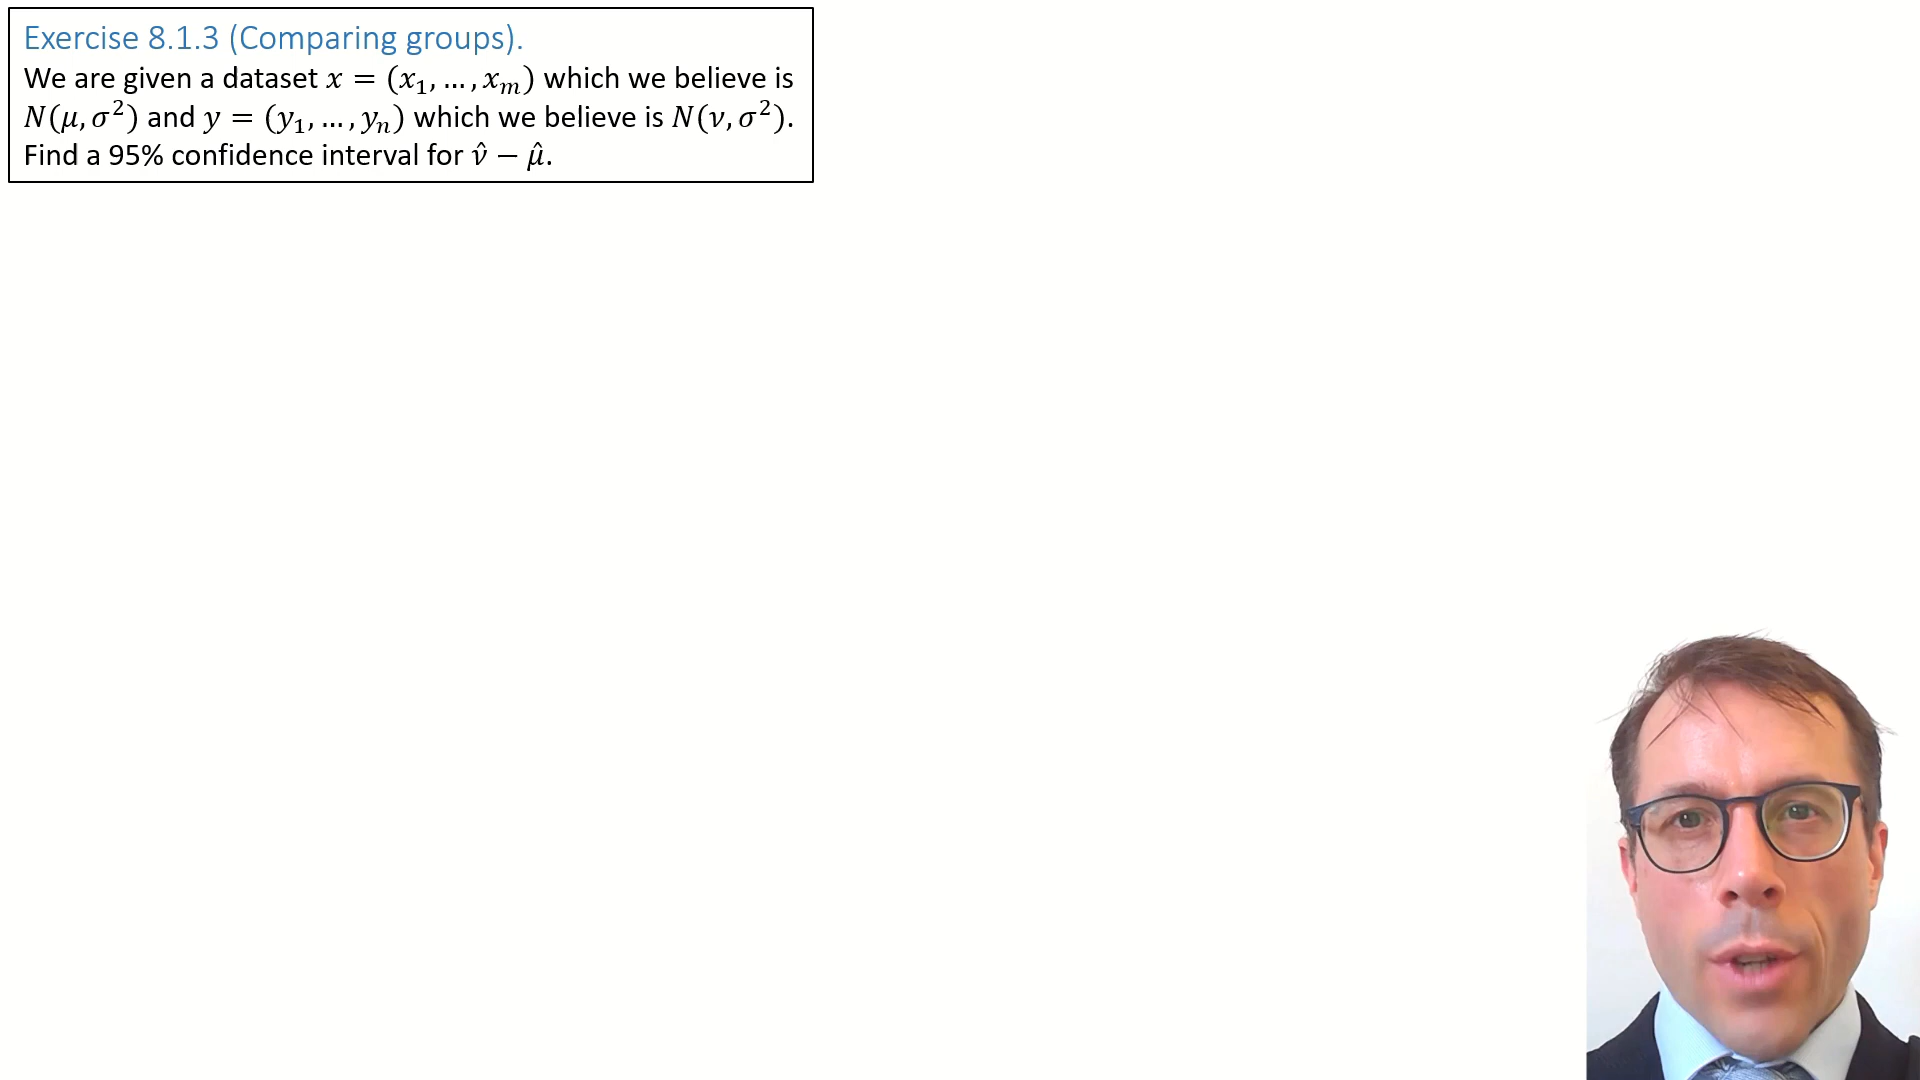 Exercise 8.1.3 (Comparing groups).
We are given a dataset 𝑥 = (𝑥₁, … , 𝑥ₘ) which we believe is
𝑁(𝜇, 𝜎²) and 𝑦 = (𝑦₁, … , 𝑦ₙ) which we believe is 𝑁(𝜈, 𝜎²).
Find a 95% confidence interval for 𝜈̂ − 𝜇̂.